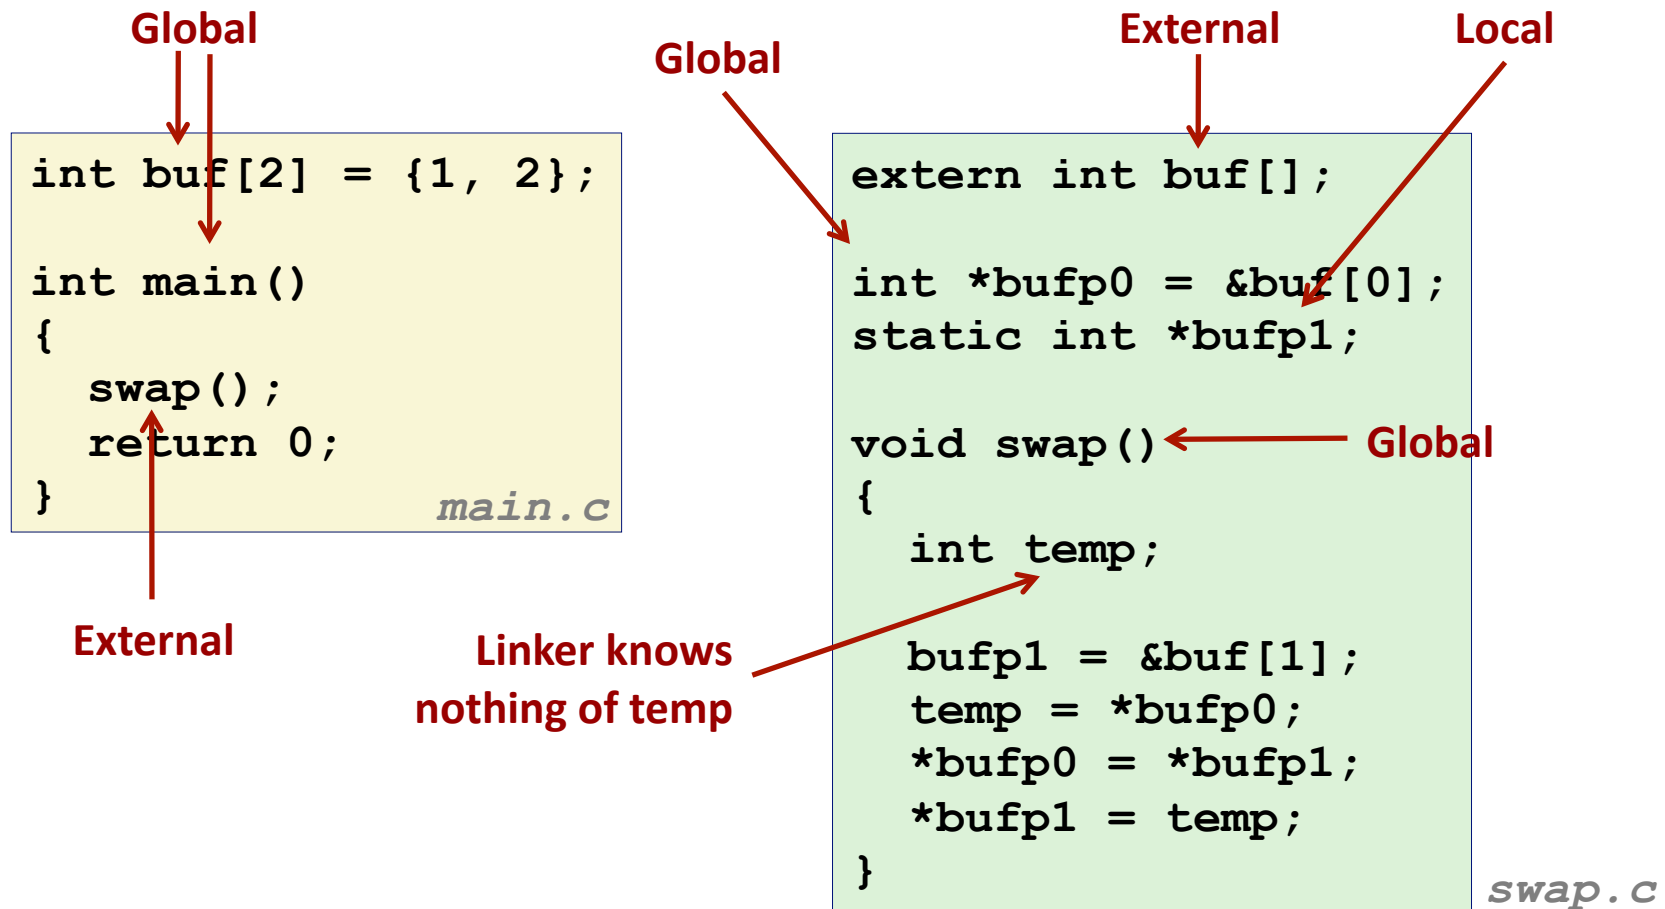 Global
int buf[2] = {1, 2};
int main()
{
  swap();
  return 0;
}
main.c
External
Global
External
Local
extern int buf[];
int *bufp0 = &buf[0];
static int *bufp1;
void swap()
Global
{
  int temp;
Linker knows
nothing of temp
  bufp1 = &buf[1];
  temp = *bufp0;
  *bufp0 = *bufp1;
  *bufp1 = temp;
}
swap.c